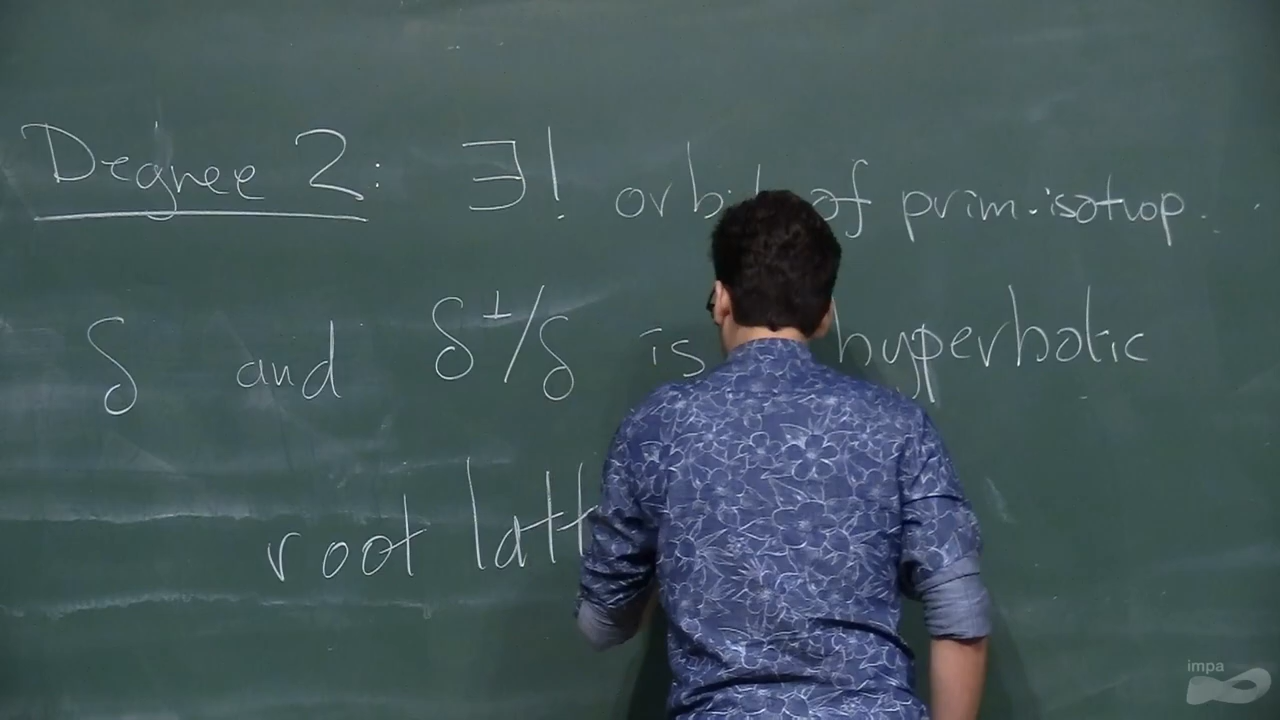 Degree 2: ∃! orbit of prim. isotrop.
δ and δ⊥/δ is hyperbolic
root latt
impa